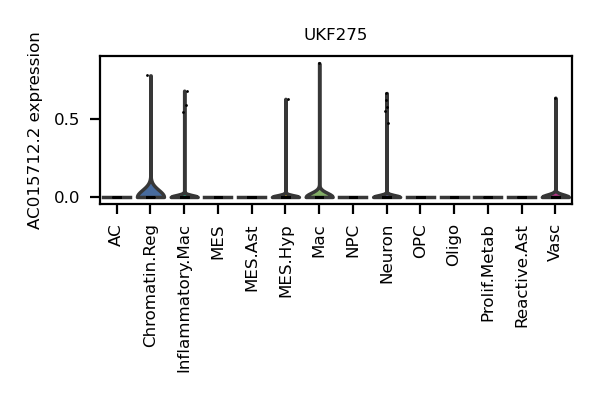 UKF275
AC015712.2 expression
0.5
0.0
AC
Chromatin.Reg
Inflammatory.Mac
MES
MES.Ast
MES.Hyp
Mac
NPC
Neuron
OPC
Oligo
Prolif.Metab
Reactive.Ast
Vasc